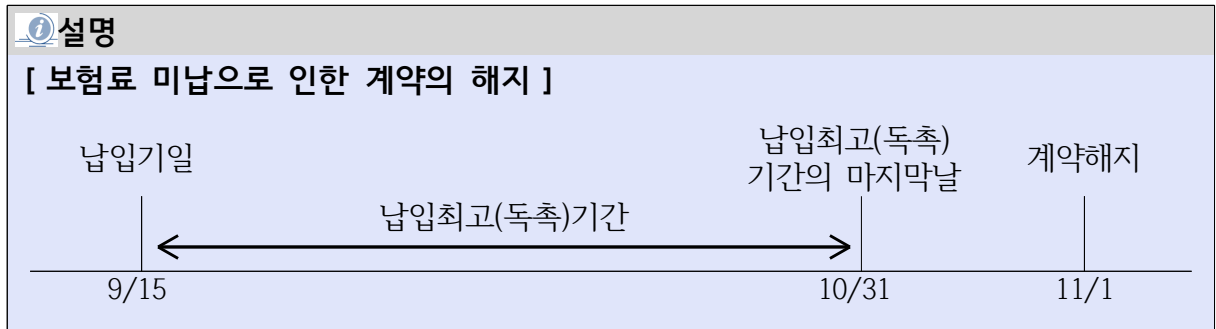 설명
[ 보험료 미납으로 인한 계약의 해지 ]
납입기일
납입최고(독촉)
기간의 마지막날
계약해지
납입최고(독촉)기간
9/15
10/31
11/1